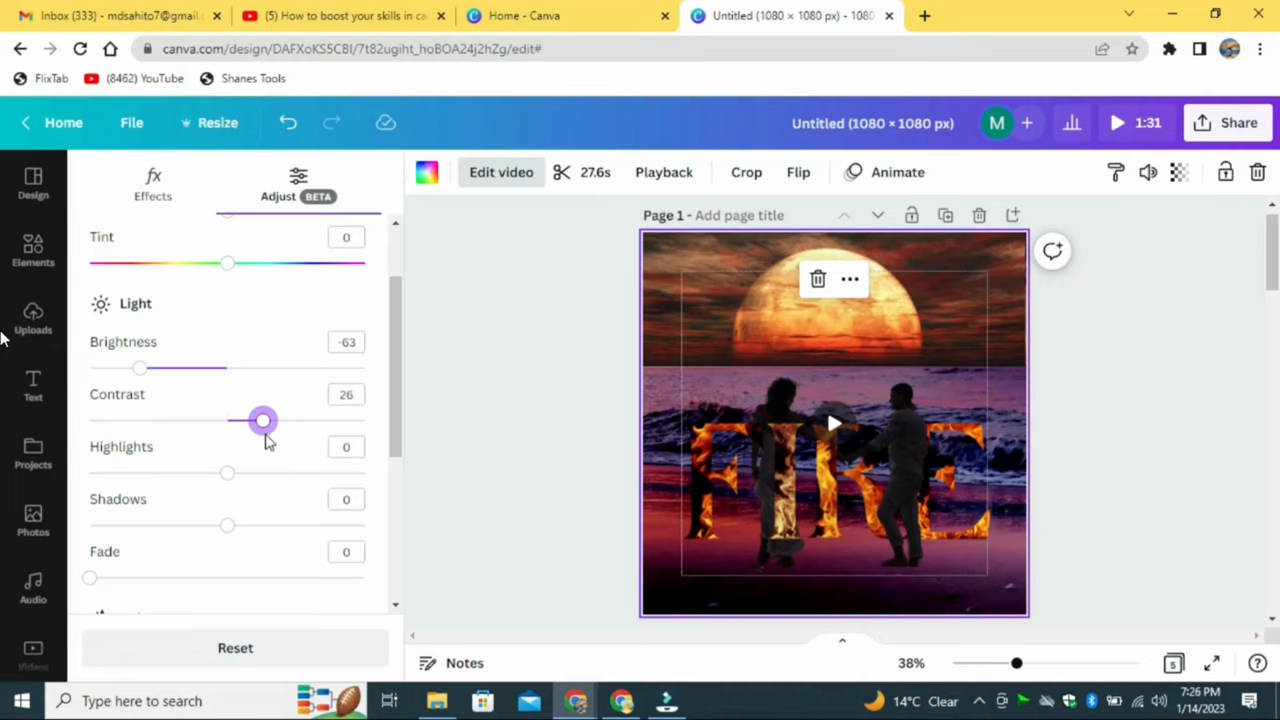 Inbox (333) - mdsahito7@gmail.c
(5) How to boost your skills in ca
Home - Canva
Untitled (1080 × 1080 px) - 1080
canva.com/design/DAFXoKS5CBI/7t82ugiht_hoBOA24j2hZg/edit#
FlixTab
(8462) YouTube
Shanes Tools
Home
File
Resize
Untitled (1080 × 1080 px)
M
+
1:31
Share
Design
Elements
Uploads
Text
Projects
Photos
Audio
Videos
fx
Effects
Adjust BETA
Tint 0
Light
Brightness -63
Contrast 26
Highlights 0
Shadows 0
Fade 0
Reset
Edit video
27.6s
Playback
Crop
Flip
Animate
Page 1 - Add page title
FIRE
Notes
38%
5
Type here to search
14°C Clear
7:26 PM
1/14/2023